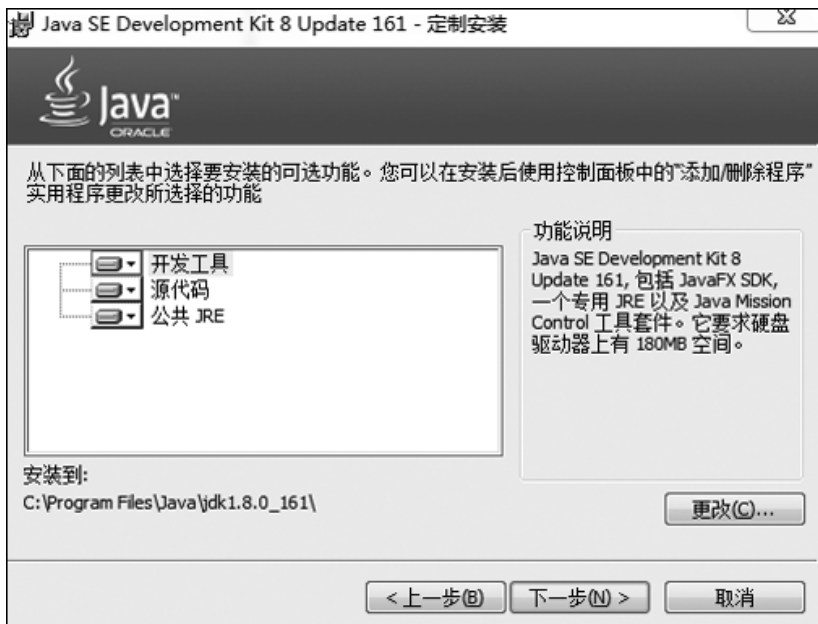 Java SE Development Kit 8 Update 161 - 定制安装
Java™
ORACLE
从下面的列表中选择要安装的可选功能。您可以在安装后使用控制面板中的"添加/删除程序"
实用程序更改所选择的功能
开发工具
源代码
公共 JRE
功能说明
Java SE Development Kit 8
Update 161, 包括 JavaFX SDK,
一个专用 JRE 以及 Java Mission
Control 工具套件。它要求硬盘
驱动器上有 180MB 空间。
安装到:
C:\Program Files\Java\jdk1.8.0_161\
更改(C)...
< 上一步(B)
下一步(N) >
取消